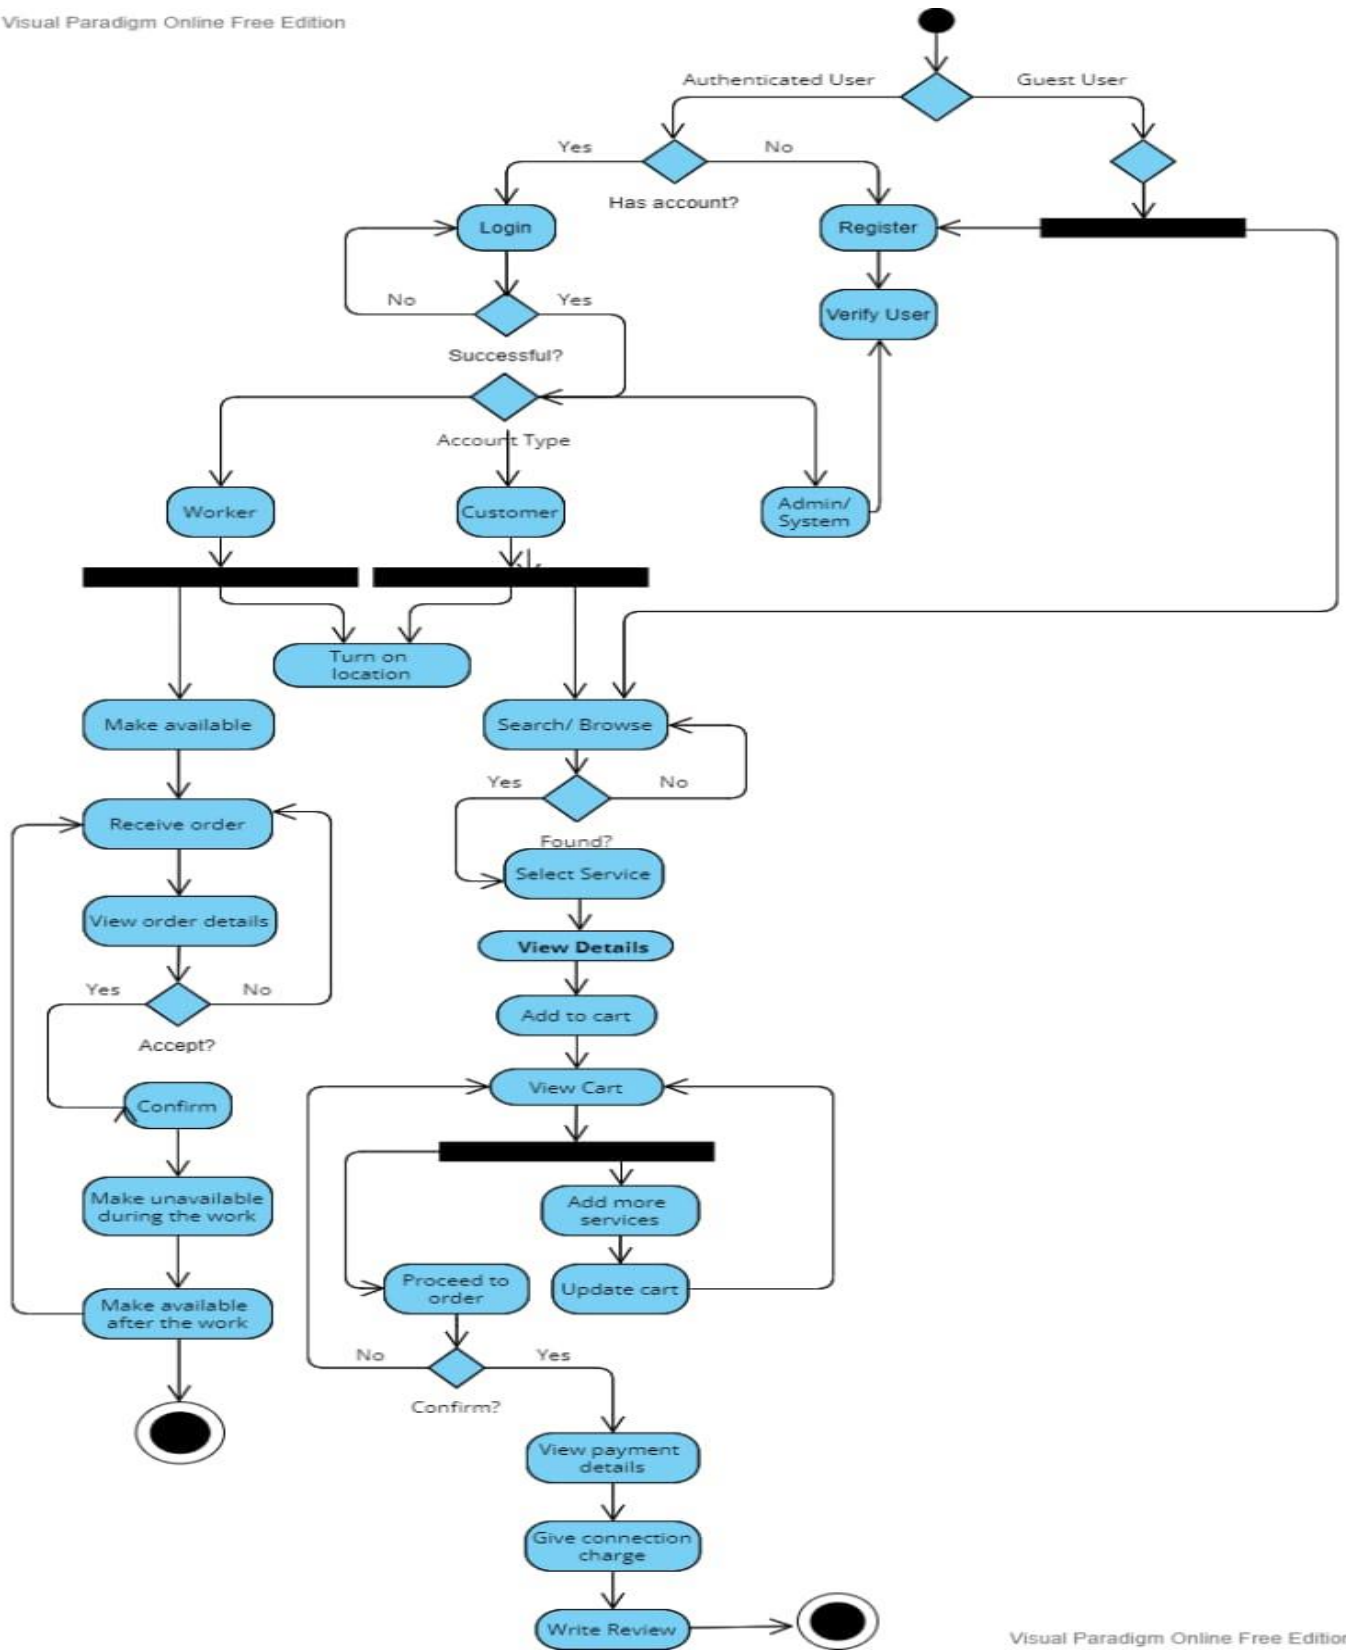 Visual Paradigm Online Free Edition
Authenticated User
Guest User
Yes
No
Has account?
Login
Register
No
Yes
Verify User
Successful?
Account Type
Worker
Customer
Admin/
System
Turn on
location
Make available
Search/ Browse
Yes
No
Receive order
Found?
Select Service
View order details
View Details
Yes
No
Add to cart
Accept?
View Cart
Confirm
Make unavailable
during the work
Add more
services
Proceed to
order
Update cart
Make available
after the work
No
Yes
Confirm?
View payment
details
Give connection
charge
Write Review
Visual Paradigm Online Free Edition